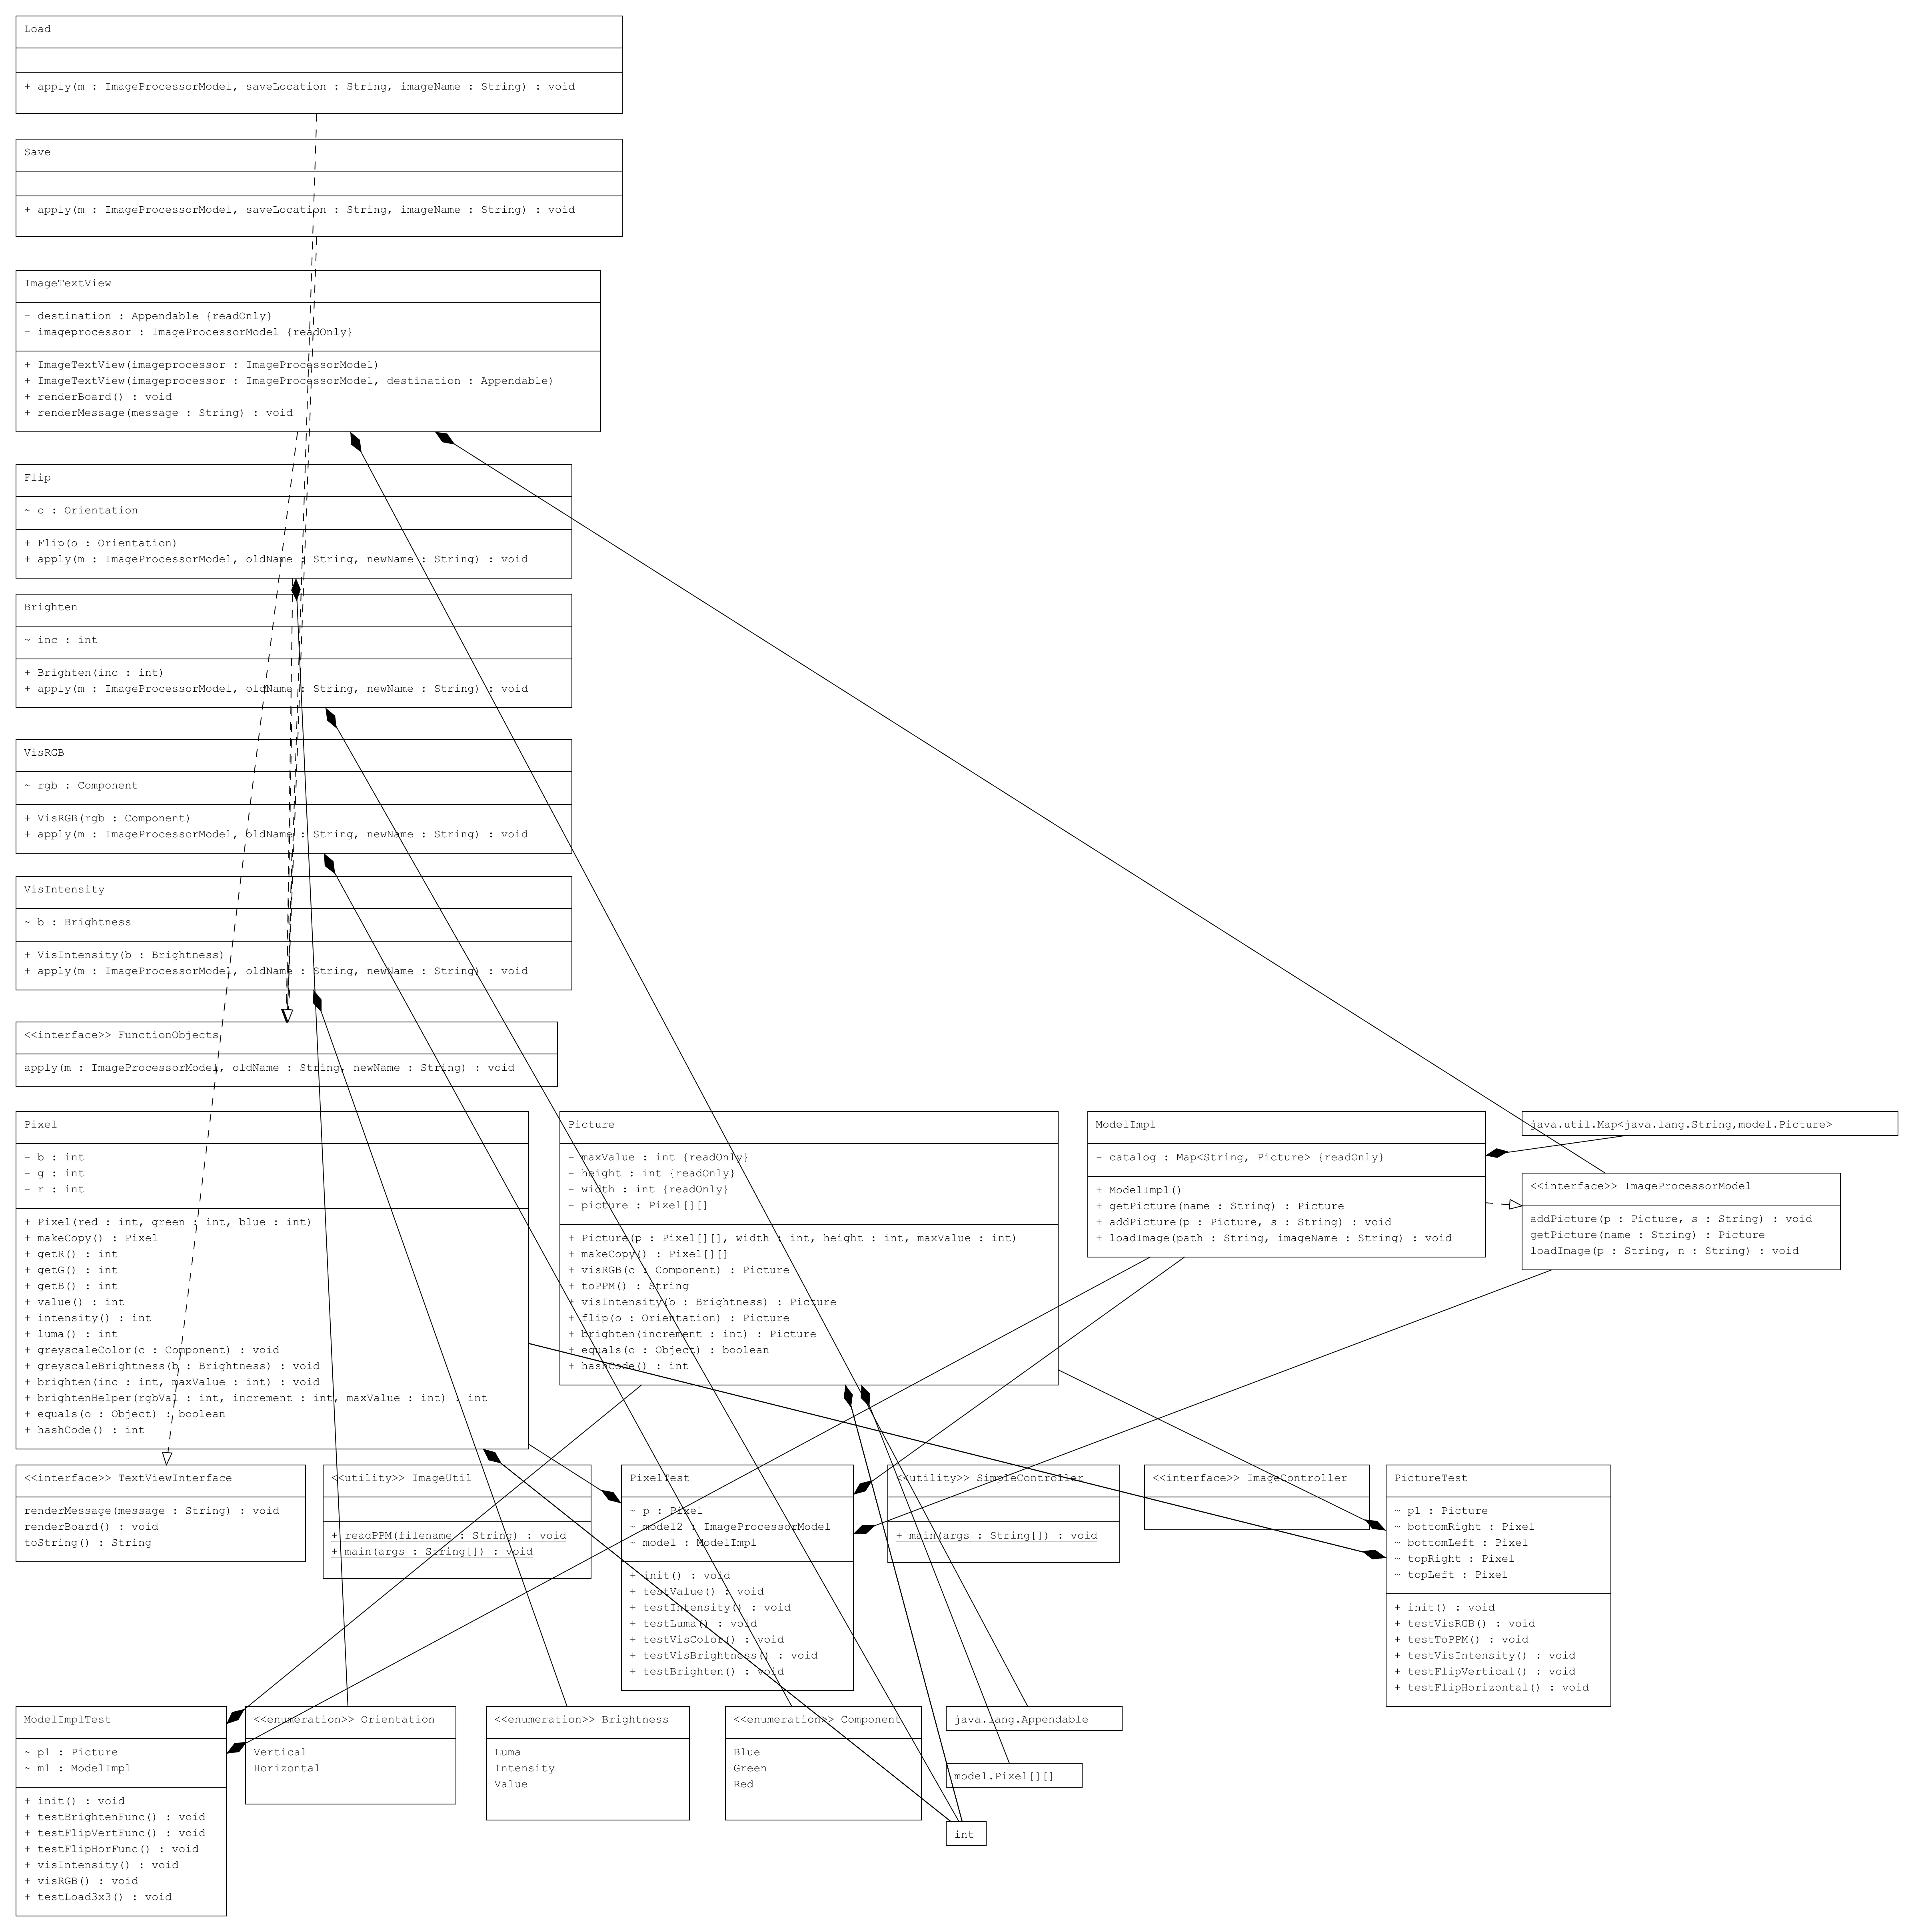 Load
+ apply(m : ImageProcessorModel, saveLocation : String, imageName : String) : void
Save
+ apply(m : ImageProcessorModel, saveLocation : String, imageName : String) : void
ImageTextView
- destination : Appendable {readOnly}
- imageprocessor : ImageProcessorModel {readOnly}
+ ImageTextView(imageprocessor : ImageProcessorModel)
+ ImageTextView(imageprocessor : ImageProcessorModel, destination : Appendable)
+ renderBoard() : void
+ renderMessage(message : String) : void
Flip
~ o : Orientation
+ Flip(o : Orientation)
+ apply(m : ImageProcessorModel, oldName : String, newName : String) : void
Brighten
~ inc : int
+ Brighten(inc : int)
+ apply(m : ImageProcessorModel, oldName : String, newName : String) : void
VisRGB
~ rgb : Component
+ VisRGB(rgb : Component)
+ apply(m : ImageProcessorModel, oldName : String, newName : String) : void
VisIntensity
~ b : Brightness
+ VisIntensity(b : Brightness)
+ apply(m : ImageProcessorModel, oldName : String, newName : String) : void
<<interface>> FunctionObjects
apply(m : ImageProcessorModel, oldName : String, newName : String) : void
Pixel
- b : int
- g : int
- r : int
+ Pixel(red : int, green : int, blue : int)
+ makeCopy() : Pixel
+ getR() : int
+ getG() : int
+ getB() : int
+ value() : int
+ intensity() : int
+ luma() : int
+ greyscaleColor(c : Component) : void
+ greyscaleBrightness(b : Brightness) : void
+ brighten(inc : int, maxValue : int) : void
+ brightenHelper(rgbVal : int, increment : int, maxValue : int) : int
+ equals(o : Object) : boolean
+ hashCode() : int
Picture
- maxValue : int {readOnly}
- height : int {readOnly}
- width : int {readOnly}
- picture : Pixel[][]
+ Picture(p : Pixel[][], width : int, height : int, maxValue : int)
+ makeCopy() : Pixel[][]
+ visRGB(c : Component) : Picture
+ toPPM() : String
+ visIntensity(b : Brightness) : Picture
+ flip(o : Orientation) : Picture
+ brighten(increment : int) : Picture
+ equals(o : Object) : boolean
+ hashCode() : int
ModelImpl
- catalog : Map<String, Picture> {readOnly}
+ ModelImpl()
+ getPicture(name : String) : Picture
+ addPicture(p : Picture, s : String) : void
+ loadImage(path : String, imageName : String) : void
java.util.Map<java.lang.String,model.Picture>
<<interface>> ImageProcessorModel
addPicture(p : Picture, s : String) : void
getPicture(name : String) : Picture
loadImage(p : String, n : String) : void
<<interface>> TextViewInterface
renderMessage(message : String) : void
renderBoard() : void
toString() : String
<<utility>> ImageUtil
+ readPPM(filename : String) : void
+ main(args : String[]) : void
PixelTest
~ p : Pixel
~ model2 : ImageProcessorModel
~ model : ModelImpl
+ init() : void
+ testValue() : void
+ testIntensity() : void
+ testLuma() : void
+ testVisColor() : void
+ testVisBrightness() : void
+ testBrighten() : void
<<utility>> SimpleController
+ main(args : String[]) : void
<<interface>> ImageController
PictureTest
~ p1 : Picture
~ bottomRight : Pixel
~ bottomLeft : Pixel
~ topRight : Pixel
~ topLeft : Pixel
+ init() : void
+ testVisRGB() : void
+ testToPPM() : void
+ testVisIntensity() : void
+ testFlipVertical() : void
+ testFlipHorizontal() : void
ModelImplTest
~ p1 : Picture
~ m1 : ModelImpl
+ init() : void
+ testBrightenFunc() : void
+ testFlipVertFunc() : void
+ testFlipHorFunc() : void
+ visIntensity() : void
+ visRGB() : void
+ testLoad3x3() : void
<<enumeration>> Orientation
Vertical
Horizontal
<<enumeration>> Brightness
Luma
Intensity
Value
<<enumeration>> Component
Blue
Green
Red
java.lang.Appendable
model.Pixel[][]
int